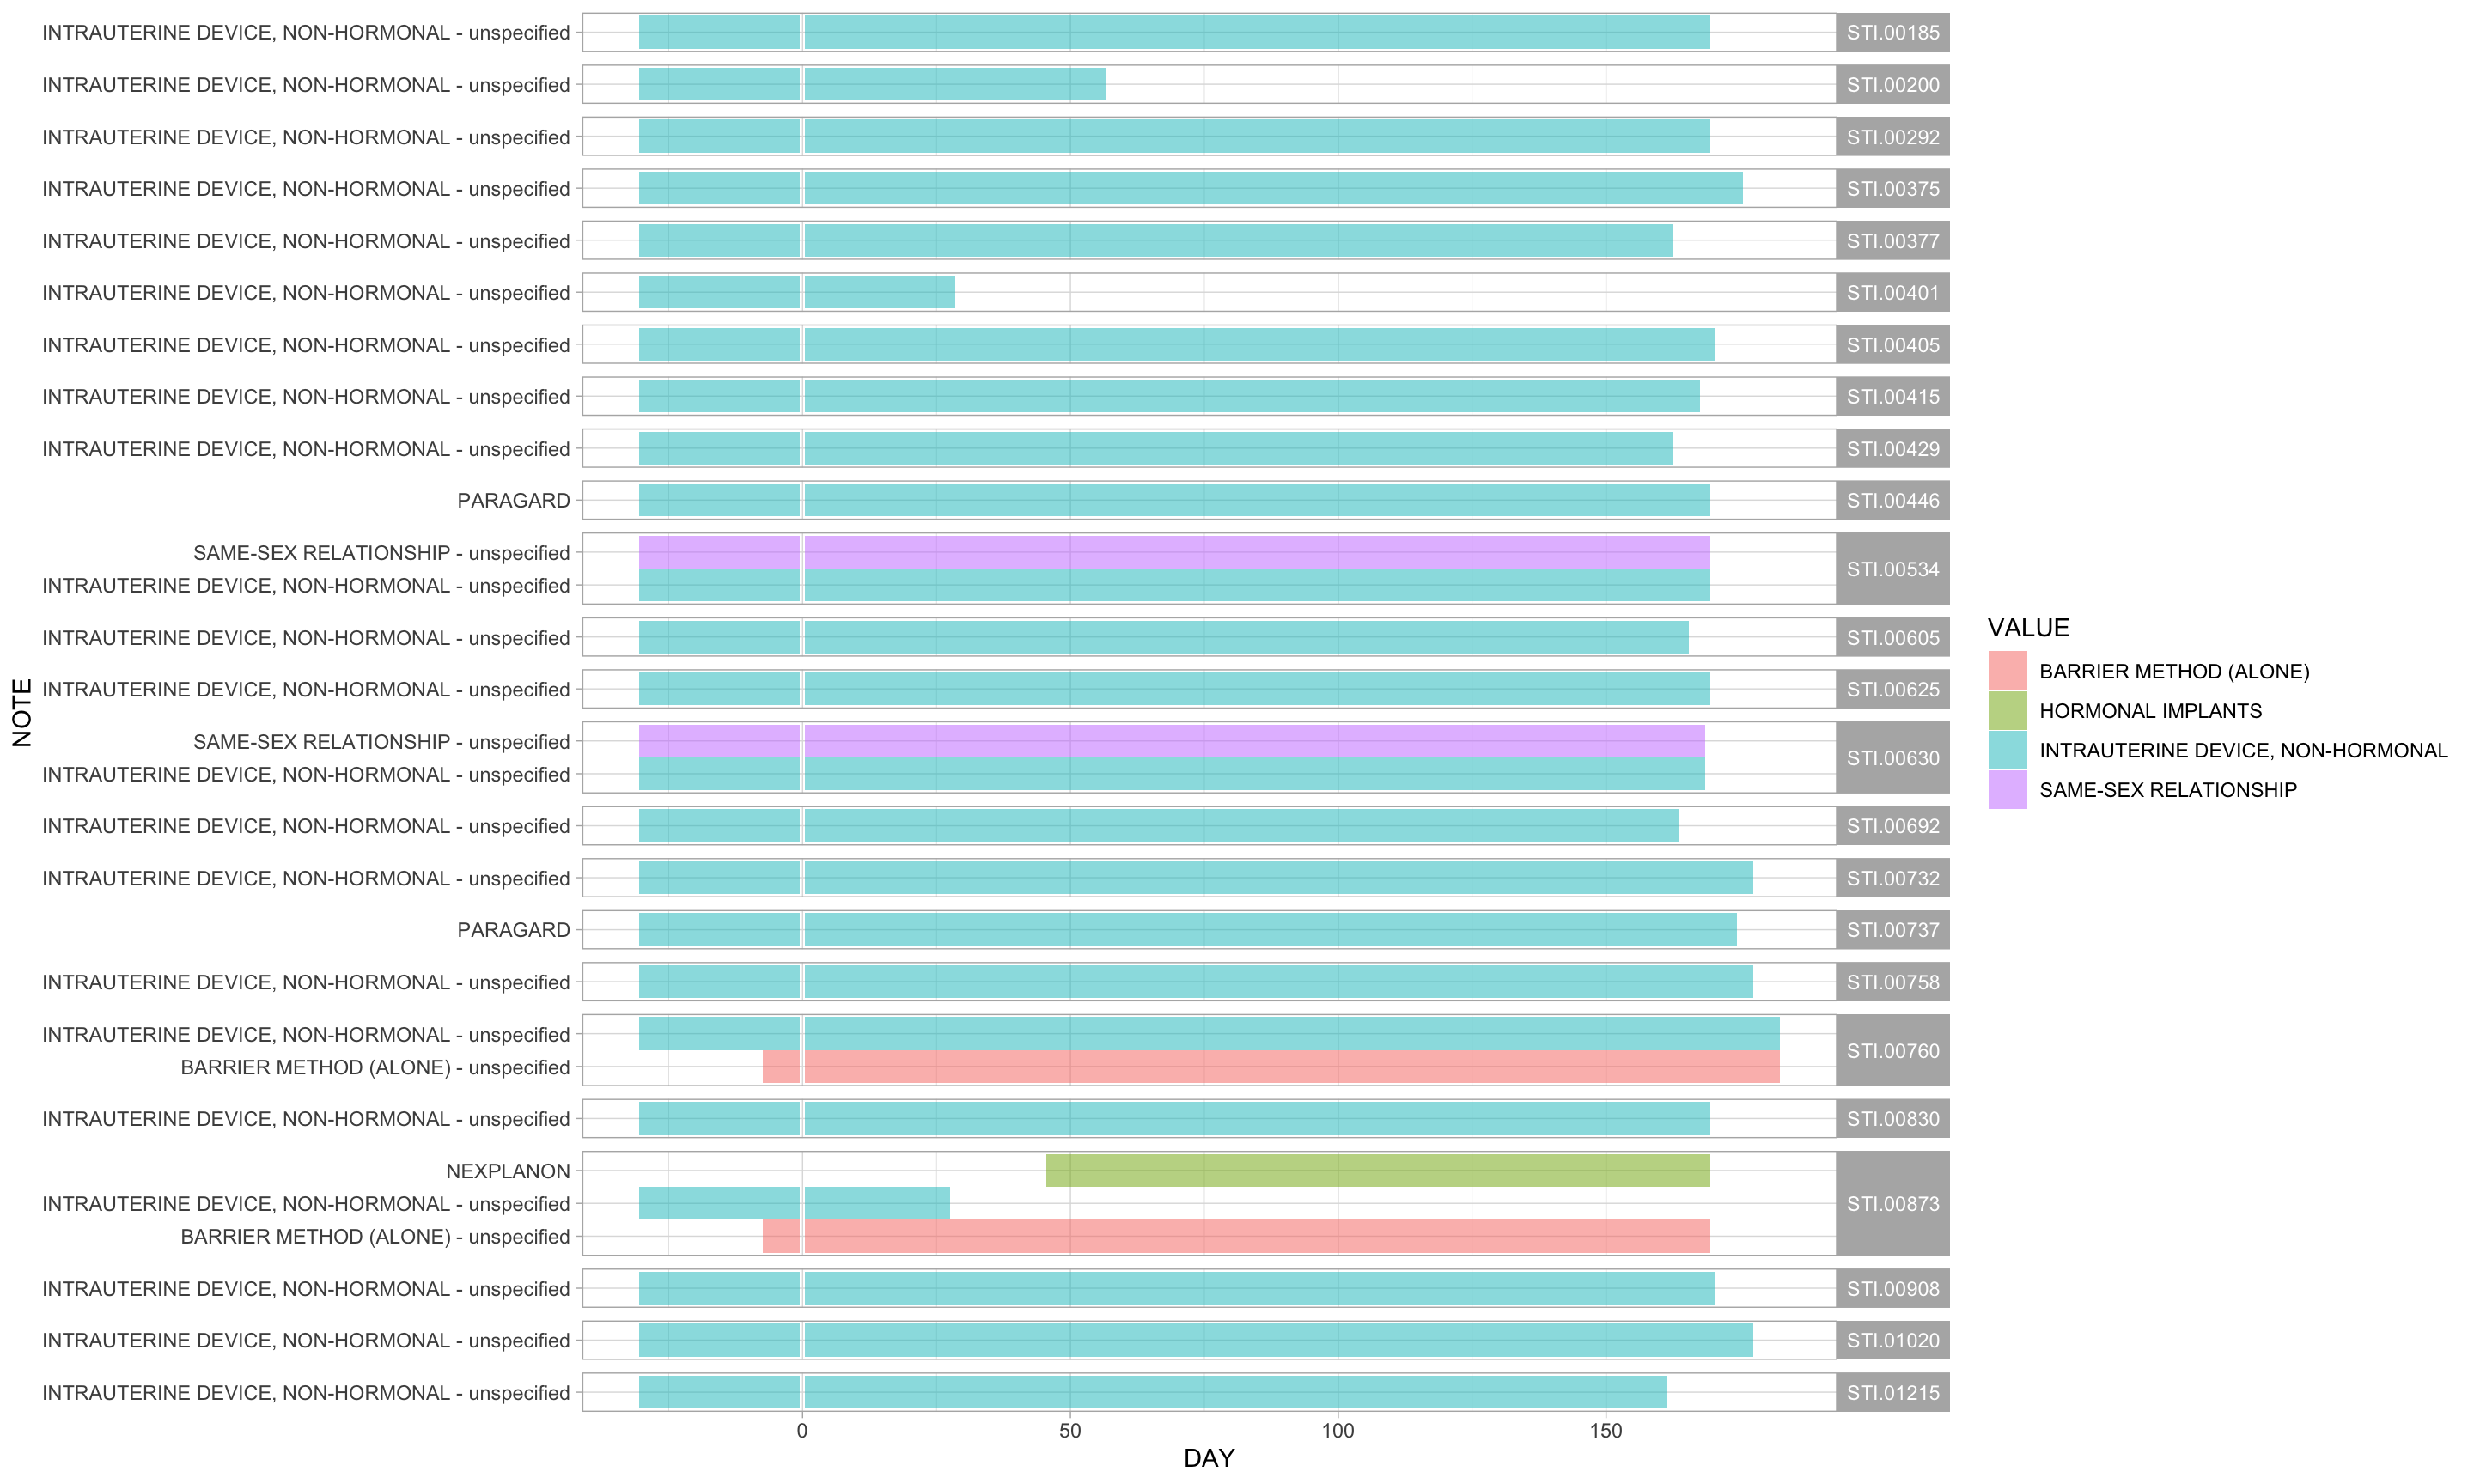 INTRAUTERINE DEVICE, NON-HORMONAL - unspecified STI.00185
INTRAUTERINE DEVICE, NON-HORMONAL - unspecified STI.00200
INTRAUTERINE DEVICE, NON-HORMONAL - unspecified STI.00292
INTRAUTERINE DEVICE, NON-HORMONAL - unspecified STI.00375
INTRAUTERINE DEVICE, NON-HORMONAL - unspecified STI.00377
INTRAUTERINE DEVICE, NON-HORMONAL - unspecified STI.00401
INTRAUTERINE DEVICE, NON-HORMONAL - unspecified STI.00405
INTRAUTERINE DEVICE, NON-HORMONAL - unspecified STI.00415
INTRAUTERINE DEVICE, NON-HORMONAL - unspecified STI.00429
PARAGARD STI.00446
SAME-SEX RELATIONSHIP - unspecified
STI.00534
INTRAUTERINE DEVICE, NON-HORMONAL - unspecified
INTRAUTERINE DEVICE, NON-HORMONAL - unspecified STI.00605
INTRAUTERINE DEVICE, NON-HORMONAL - unspecified STI.00625
SAME-SEX RELATIONSHIP - unspecified
STI.00630
INTRAUTERINE DEVICE, NON-HORMONAL - unspecified
INTRAUTERINE DEVICE, NON-HORMONAL - unspecified STI.00692
INTRAUTERINE DEVICE, NON-HORMONAL - unspecified STI.00732
PARAGARD STI.00737
INTRAUTERINE DEVICE, NON-HORMONAL - unspecified STI.00758
INTRAUTERINE DEVICE, NON-HORMONAL - unspecified
STI.00760
BARRIER METHOD (ALONE) - unspecified
INTRAUTERINE DEVICE, NON-HORMONAL - unspecified STI.00830
NEXPLANON
INTRAUTERINE DEVICE, NON-HORMONAL - unspecified STI.00873
BARRIER METHOD (ALONE) - unspecified
INTRAUTERINE DEVICE, NON-HORMONAL - unspecified STI.00908
INTRAUTERINE DEVICE, NON-HORMONAL - unspecified STI.01020
INTRAUTERINE DEVICE, NON-HORMONAL - unspecified STI.01215
0 50 100 150
DAY
NOTE
VALUE
BARRIER METHOD (ALONE)
HORMONAL IMPLANTS
INTRAUTERINE DEVICE, NON-HORMONAL
SAME-SEX RELATIONSHIP